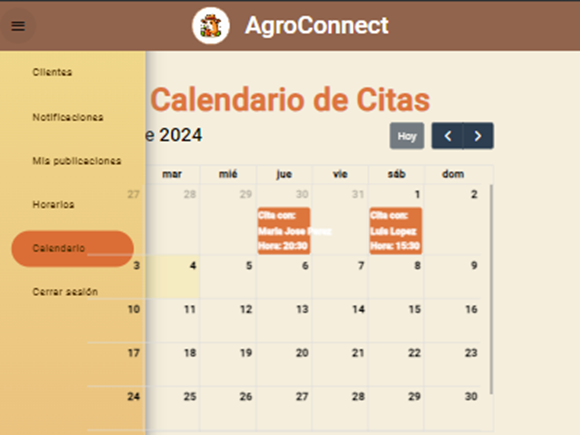 AgroConnect
Clientes
Notificaciones
Mis publicaciones
Horarios
Calendario
Cerrar sesión
Calendario de Citas
e 2024
Hoy
mar mié jue vie sáb dom
27 28 29 30 31 1 2
Cita con:
Maria Jose Perez
Hora: 20:30
Cita con:
Luis Lopez
Hora: 15:30
3 4 5 6 7 8 9
10 11 12 13 14 15 16
17 18 19 20 21 22 23
24 25 26 27 28 29 30